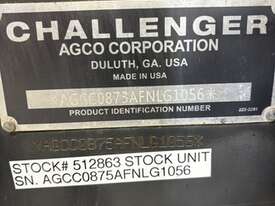 CHALLENGER
AGCO CORPORATION
DULUTH, GA. USA
MADE IN USA
*AGCC0875AFNLG1056*
PRODUCT IDENTIFICATION NUMBER
*AGCC0875AFNLG1056*
STOCK# 512863 STOCK UNIT
SN. AGCC0875AFNLG1056